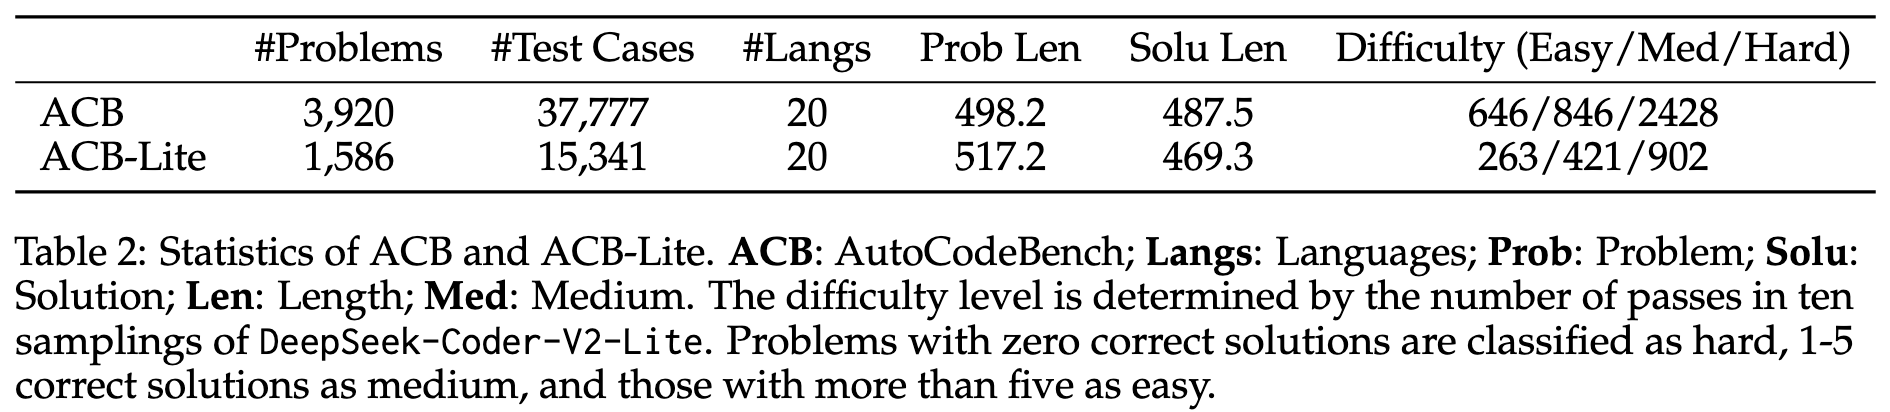 #Problems #Test Cases #Langs Prob Len Solu Len Difficulty (Easy/Med/Hard)
ACB 3,920 37,777 20 498.2 487.5 646/846/2428
ACB-Lite 1,586 15,341 20 517.2 469.3 263/421/902
Table 2: Statistics of ACB and ACB-Lite. ACB: AutoCodeBench; Langs: Languages; Prob: Problem; Solu:
Solution; Len: Length; Med: Medium. The difficulty level is determined by the number of passes in ten
samplings of DeepSeek-Coder-V2-Lite. Problems with zero correct solutions are classified as hard, 1-5
correct solutions as medium, and those with more than five as easy.